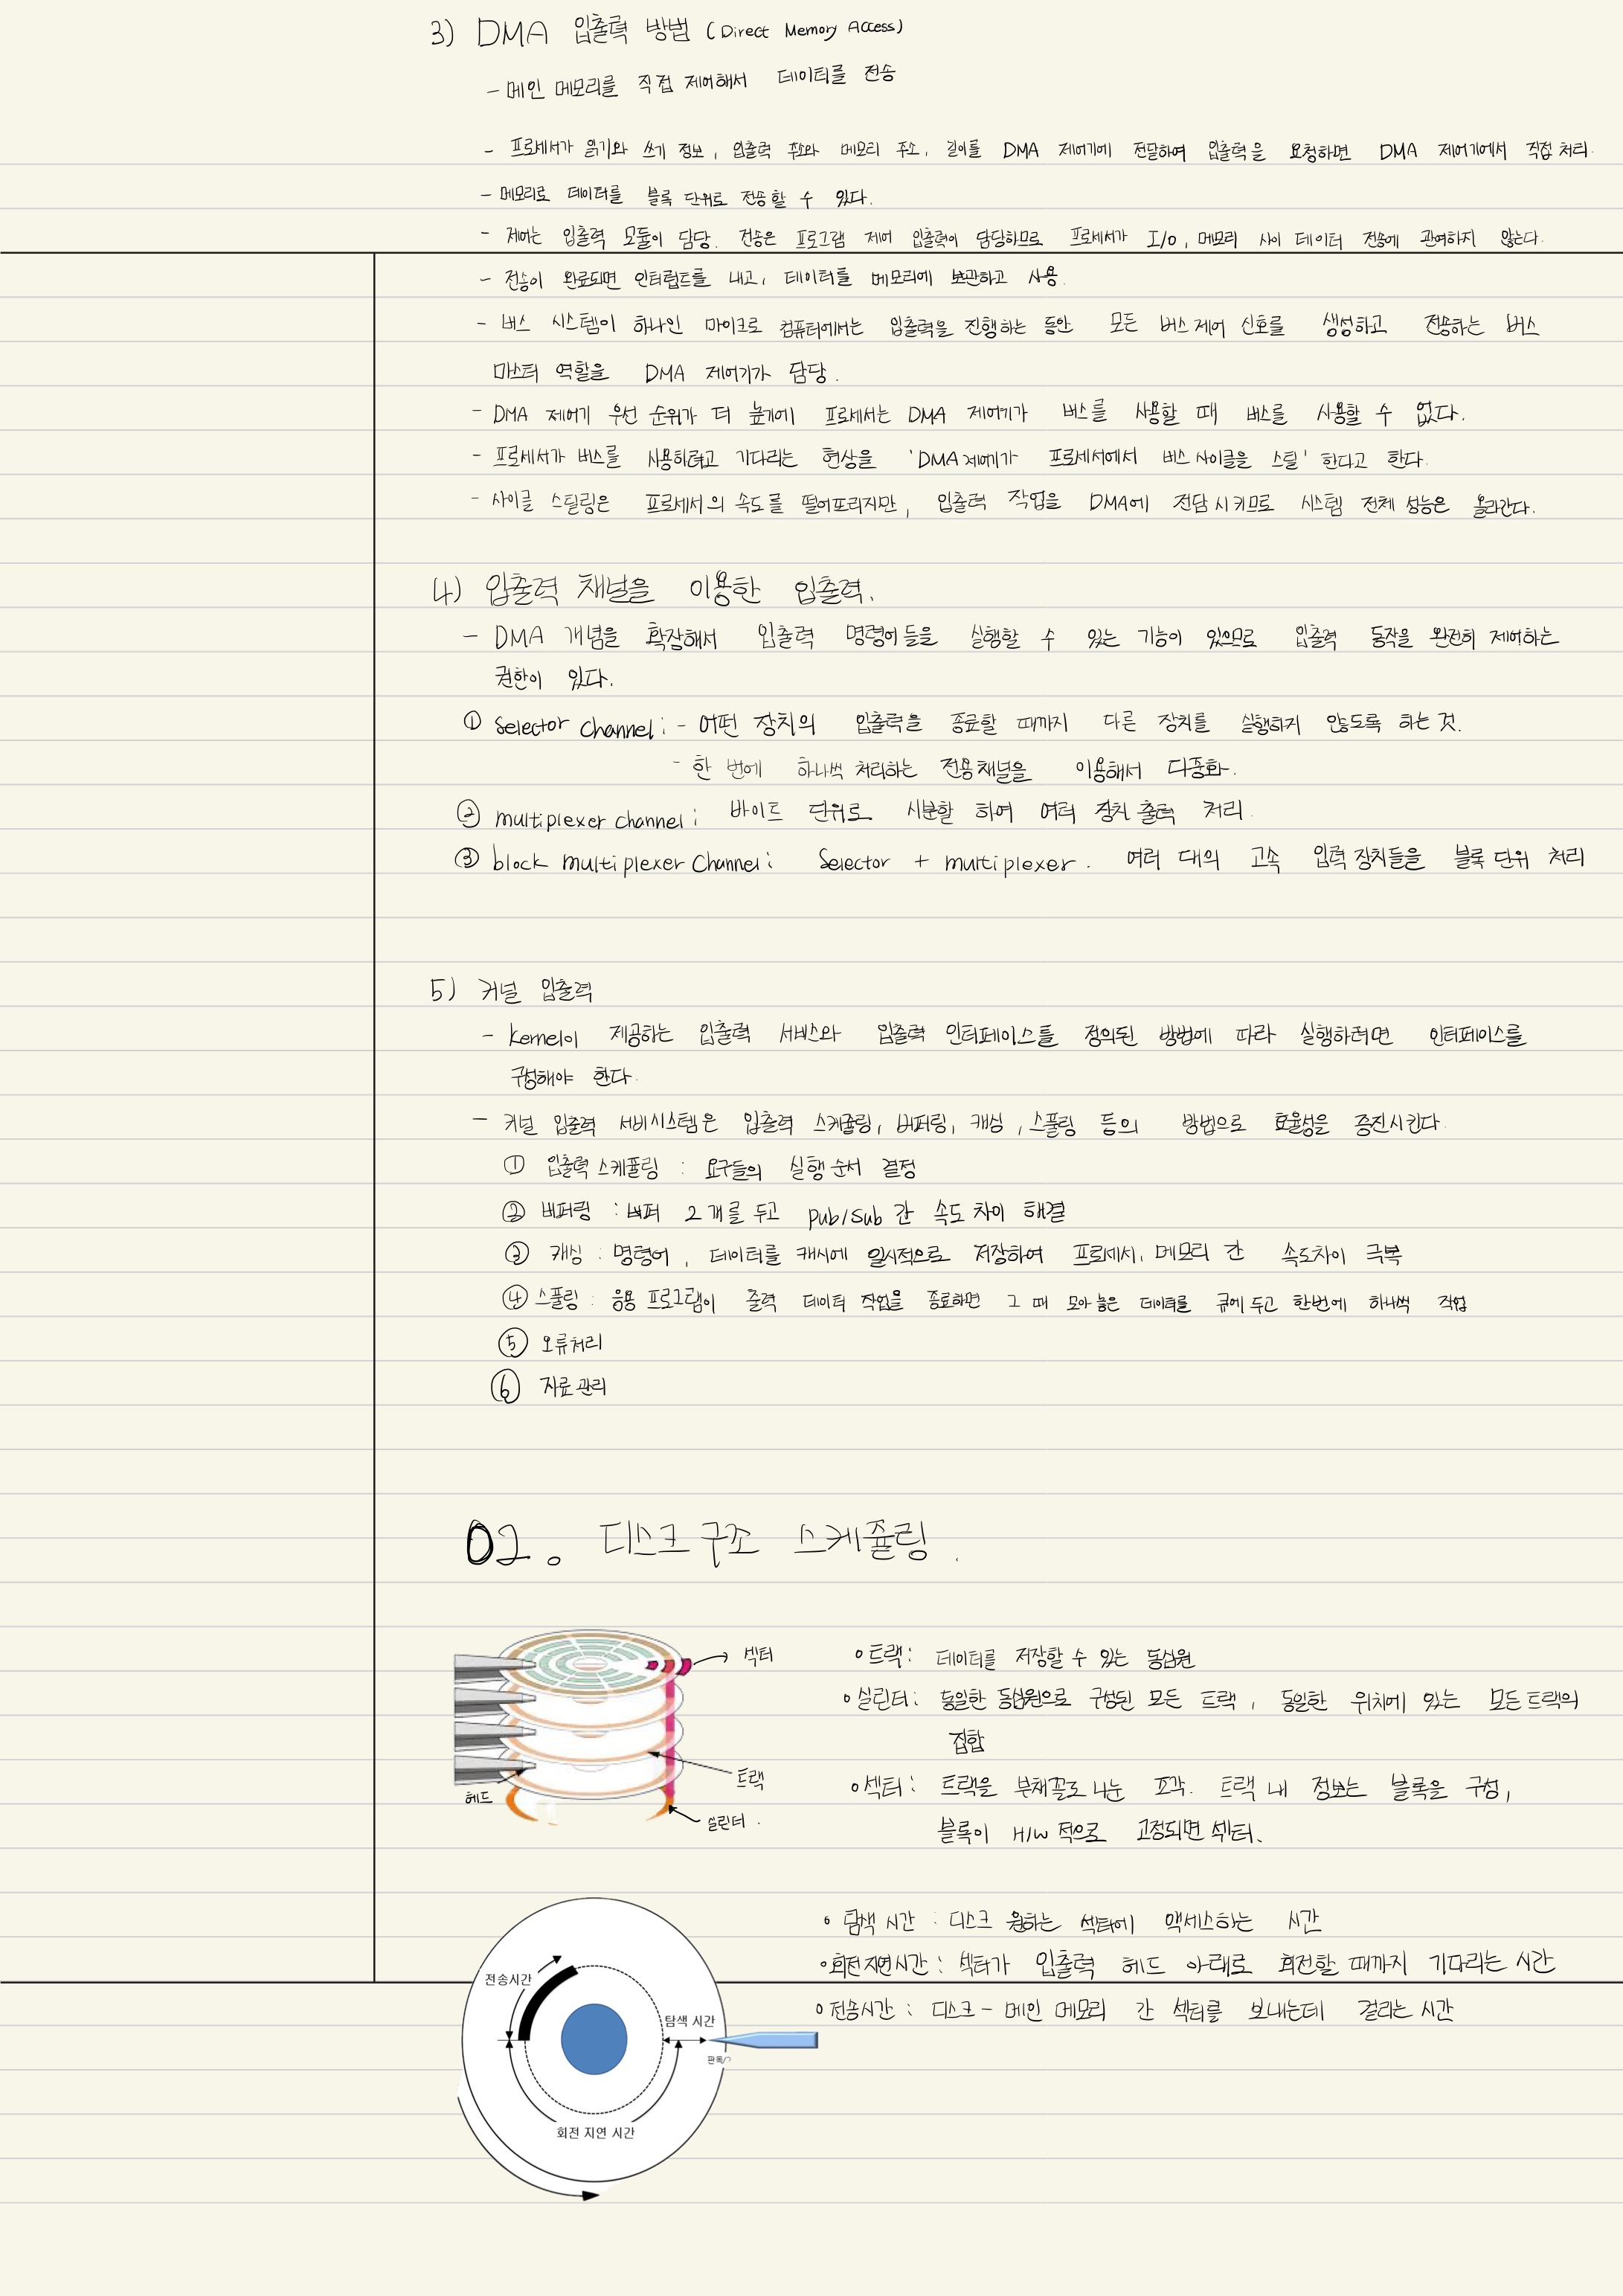 3) DMA 입출력 방법 (Direct Memory Access)
- 메인 메모리를 직접 제어해서 데이터를 전송
- 프로세서가 읽기와 쓰기 정보, 입출력 주소와 메모리 주소, 길이를 DMA 제어기에 전달하여 입출력을 요청하면 DMA 제어기에서 직접 처리.
- 메모리로 데이터를 블록 단위로 전송할 수 있다.
- 제어는 입출력 모듈이 담당. 전송은 프로그램 제어 입출력이 담당하므로 프로세서가 I/O, 메모리 사이 데이터 전송에 관여하지 않는다.
- 전송이 완료되면 인터럽트를 내고, 데이터를 메모리에 보관하고 사용.
- 버스 시스템이 하나인 마이크로 컴퓨터에서는 입출력을 진행하는 동안 모든 버스 제어 신호를 생성하고 전송하는 버스
마스터 역할을 DMA 제어기가 담당.
- DMA 제어기 우선 순위가 더 높기에 프로세서는 DMA 제어기가 버스를 사용할 때 버스를 사용할 수 없다.
- 프로세서가 버스를 사용하려고 기다리는 현상을 'DMA 제어기가 프로세서에서 버스 사이클을 스틸' 한다고 한다.
- 사이클 스틸링은 프로세서의 속도를 떨어뜨리지만, 입출력 작업을 DMA에 전담시키므로 시스템 전체 성능은 올라간다.
4) 입출력 채널을 이용한 입출력.
- DMA 개념을 확장해서 입출력 명령어들을 실행할 수 있는 기능이 있으므로 입출력 동작을 완전히 제어하는
권한이 있다.
① Selector Channel: - 어떤 장치의 입출력을 종료할 때까지 다른 장치를 실행하지 않도록 하는 것.
- 한 번에 하나씩 처리하는 전용채널을 이용해서 다중화.
② multiplexer channel: 바이트 단위로 시분할 하여 여러 장치 출력 처리.
③ block multiplexer Channel: Selector + multiplexer. 여러 대의 고속 입력 장치들을 블록 단위 처리
5) 커널 입출력
- kernel이 제공하는 입출력 서비스와 입출력 인터페이스를 정의된 방법에 따라 실행하려면 인터페이스를
구성해야 한다.
- 커널 입출력 서비시스템은 입출력 스케줄링, 버퍼링, 캐싱, 스풀링 등의 방법으로 효율성을 증진시킨다.
① 입출력 스케줄링 : 요구들의 실행 순서 결정
② 버퍼링 : 버퍼 2개를 두고 pub/sub 간 속도 차이 해결
③ 캐싱 : 명령어, 데이터를 캐시에 일시적으로 저장하여 프로세서, 메모리 간 속도차이 극복
④ 스풀링 : 응용 프로그램이 출력 데이터 작업을 종료하면 그 때 모아 놓은 데이터를 큐에 두고 한번에 하나씩 작업
⑤ 오류처리
⑥ 자료 관리
02. 디스크 구조 스케쥴링.
섹터
트랙
헤드
실린더.
◦ 트랙: 데이터를 저장할 수 있는 동심원
◦ 실린더: 동일한 동심원으로 구성된 모든 트랙, 동일한 위치에 있는 모든 트랙의
집합
◦ 섹터: 트랙을 부채꼴로 나눈 조각. 트랙 내 정보는 블록을 구성,
블록이 H/W 적으로 고정되면 섹터.
◦ 탐색 시간 : 디스크 원하는 섹터에 액세스하는 시간
◦ 회전 지연시간 : 섹터가 입출력 헤드 아래로 회전할 때까지 기다리는 시간
◦ 전송시간 : 디스크 - 메인 메모리 간 섹터를 보내는데 걸리는 시간
전송시간
탐색 시간
회전 지연 시간